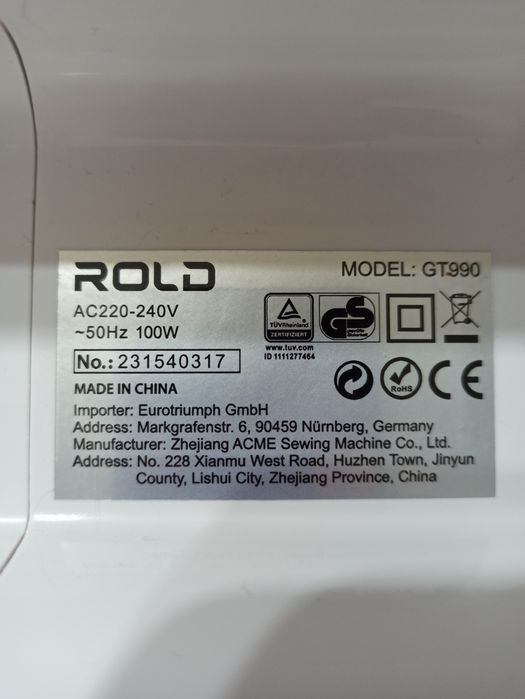 ROLD
MODEL: GT990
AC220-240V
~50Hz 100W
TÜVRheinland
ZERTIFIZIERT
GS
www.tuv.com
ID 1111277464
No.: 231540317
RoHS
CE
MADE IN CHINA
Importer: Eurotriumph GmbH
Address: Markgrafenstr. 6, 90459 Nürnberg, Germany
Manufacturer: Zhejiang ACME Sewing Machine Co., Ltd.
Address: No. 228 Xianmu West Road, Huzhen Town, Jinyun
County, Lishui City, Zhejiang Province, China